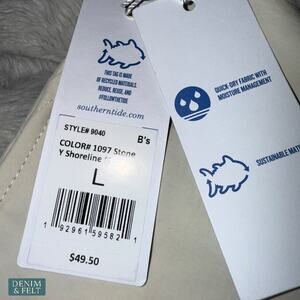 THIS TAG IS MADE
OF RECYCLED MATERIALS.
REDUCE, REUSE, AND
#FOLLOWTHETIDE
southerntide.com
STYLE# 9040
B's
COLOR# 1097 Stone
Y Shoreline
L
1 92961 59582 1
$49.50
QUICK-DRY FABRIC WITH
MOISTURE MANAGEMENT
SUSTAINABLE MAT
DENIM
& FELT